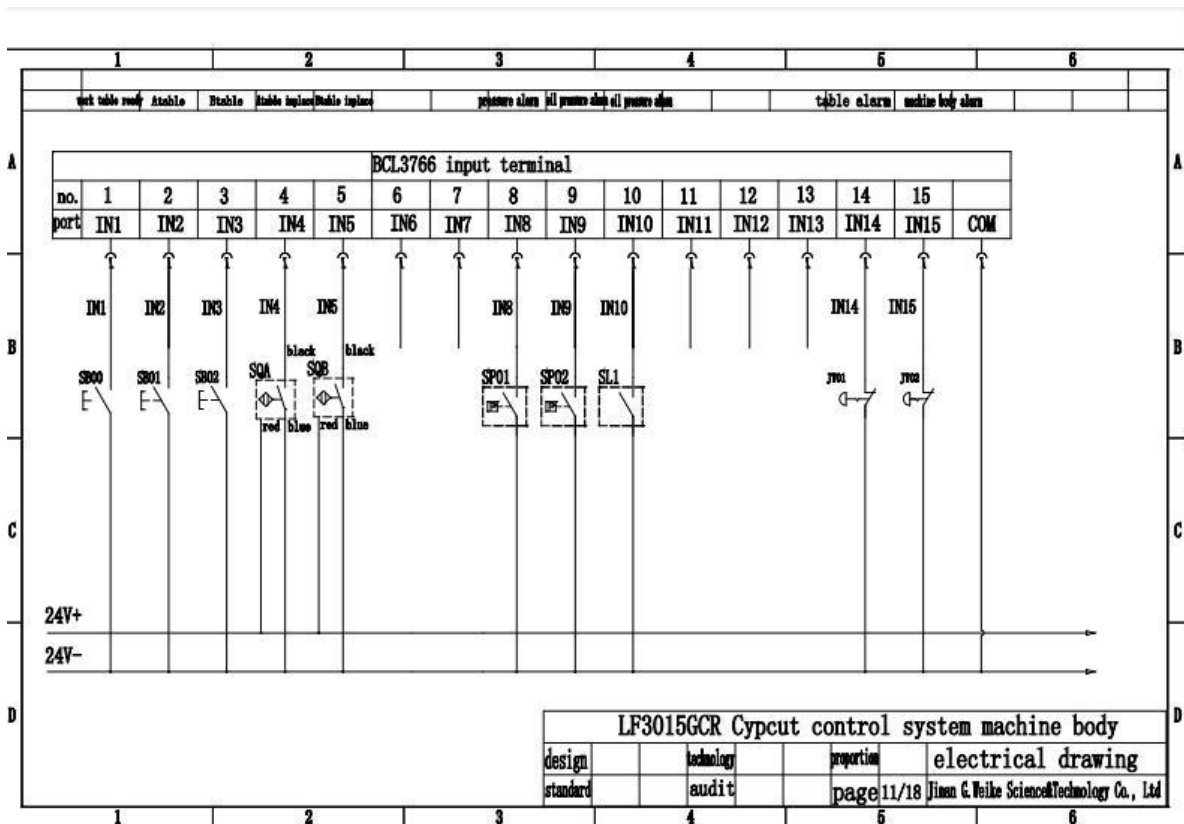 1 2 3 4 5 6
work table ready Atable Btable Atable inplace Btable inplace pressure alarm oil pressure alarm oil pressure alarm table alarm machine body alarm
A A
BCL3766 input terminal
no. 1 2 3 4 5 6 7 8 9 10 11 12 13 14 15
port IN1 IN2 IN3 IN4 IN5 IN6 IN7 IN8 IN9 IN10 IN11 IN12 IN13 IN14 IN15 COM
IN1 IN2 IN3 IN4 IN5 IN8 IN9 IN10 IN14 IN15
B B
black black
SB00 SB01 SB02 SQA SQB SP01 SP02 SL1 JT01 JT02
P P
red blue red blue
C C
24V+
24V-
D D
LF3015GCR Cypcut control system machine body
design technology proportion electrical drawing
standard audit page 11/18 Jinan G.Weike Science&Technology Co., Ltd
1 2 3 4 5 6